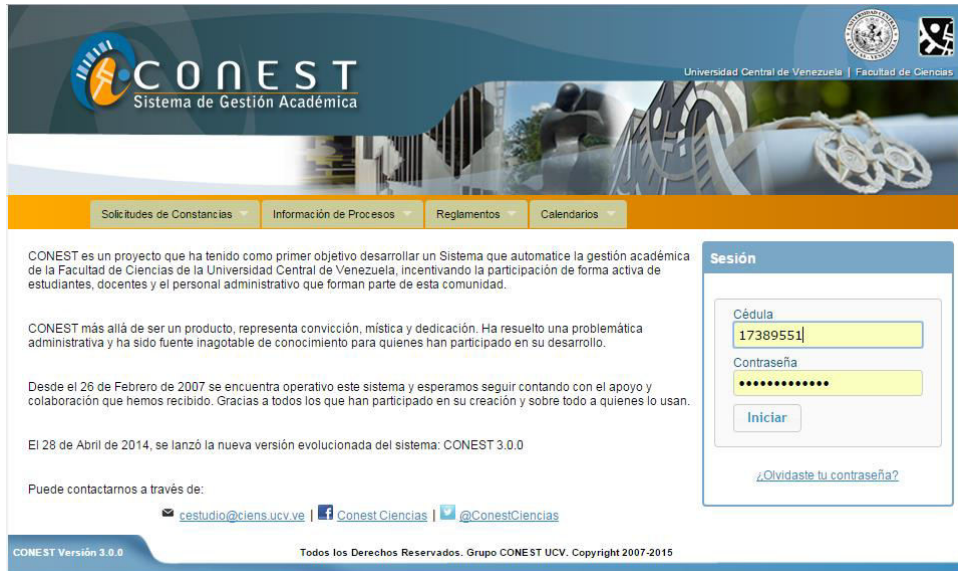 CONEST
Sistema de Gestión Académica
Universidad Central de Venezuela | Facultad de Ciencias
Solicitudes de Constancias
Información de Procesos
Reglamentos
Calendarios
CONEST es un proyecto que ha tenido como primer objetivo desarrollar un Sistema que automatice la gestión académica
de la Facultad de Ciencias de la Universidad Central de Venezuela, incentivando la participación de forma activa de
estudiantes, docentes y el personal administrativo que forman parte de esta comunidad.
CONEST más allá de ser un producto, representa convicción, mística y dedicación. Ha resuelto una problemática
administrativa y ha sido fuente inagotable de conocimiento para quienes han participado en su desarrollo.
Desde el 26 de Febrero de 2007 se encuentra operativo este sistema y esperamos seguir contando con el apoyo y
colaboración que hemos recibido. Gracias a todos los que han participado en su creación y sobre todo a quienes lo usan.
El 28 de Abril de 2014, se lanzó la nueva versión evolucionada del sistema: CONEST 3.0.0
Puede contactarnos a través de:
cestudio@ciens.ucv.ve | Conest Ciencias | @ConestCiencias
Sesión
Cédula
17389551
Contraseña
•••••••••••••
Iniciar
¿Olvidaste tu contraseña?
CONEST Versión 3.0.0
Todos los Derechos Reservados. Grupo CONEST UCV. Copyright 2007-2015